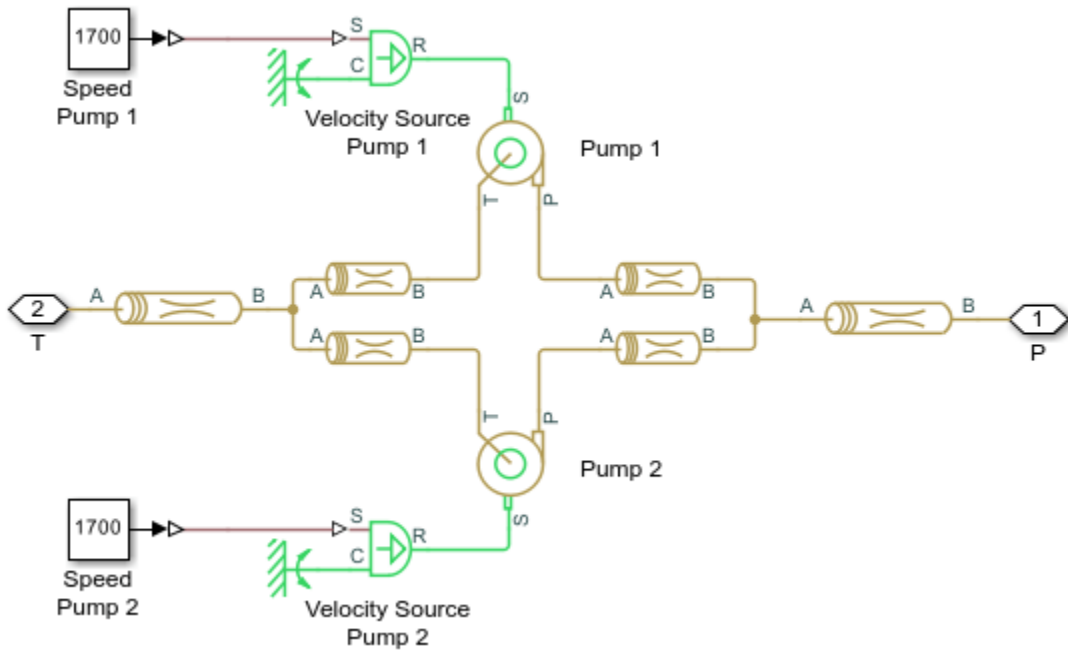 1700
S
R
C
Speed
Pump 1
Velocity Source
Pump 1
S
Pump 1
T
P
A
B
A
B
A
B
A
B
2
T
A
B
A
B
1
P
A
B
T
P
Pump 2
1700
S
R
C
S
Speed
Pump 2
Velocity Source
Pump 2